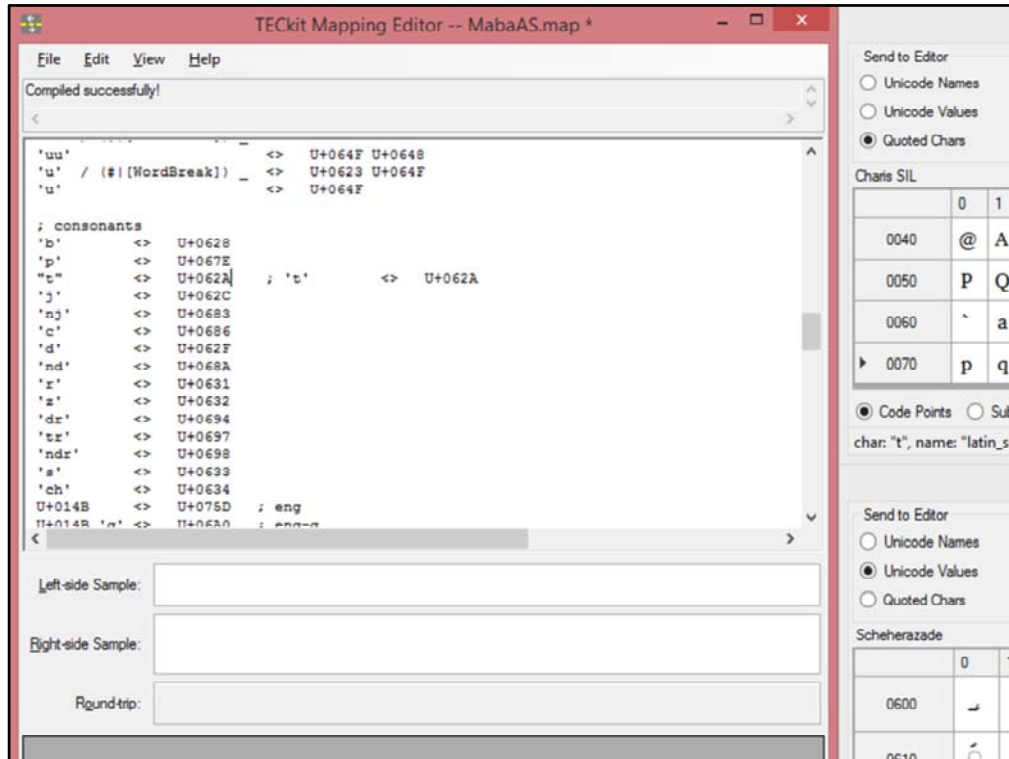 TECkit Mapping Editor -- MabaAS.map *
File Edit View Help
Compiled successfully!
'uu' <> U+064F U+0648
'u' / (#|[WordBreak]) _ <> U+0623 U+064F
'u' <> U+064F
; consonants
'b' <> U+0628
'p' <> U+067E
"t" <> U+062A ; 't' <> U+062A
'j' <> U+062C
'nj' <> U+0683
'c' <> U+0686
'd' <> U+062F
'nd' <> U+068A
'r' <> U+0631
'z' <> U+0632
'dr' <> U+0694
'tr' <> U+0697
'ndr' <> U+0698
's' <> U+0633
'ch' <> U+0634
U+014B <> U+075D ; eng
U+014B 'g' <> U+06A0 ; eng-g
Left-side Sample:
Right-side Sample:
Round-trip:
Send to Editor
Unicode Names
Unicode Values
Quoted Chars
Charis SIL
0 1
0040 @ A
0050 P Q
0060 ` a
0070 p q
Code Points
char: "t", name: "latin_s
Send to Editor
Unicode Names
Unicode Values
Quoted Chars
Scheherazade
0
0600
0610